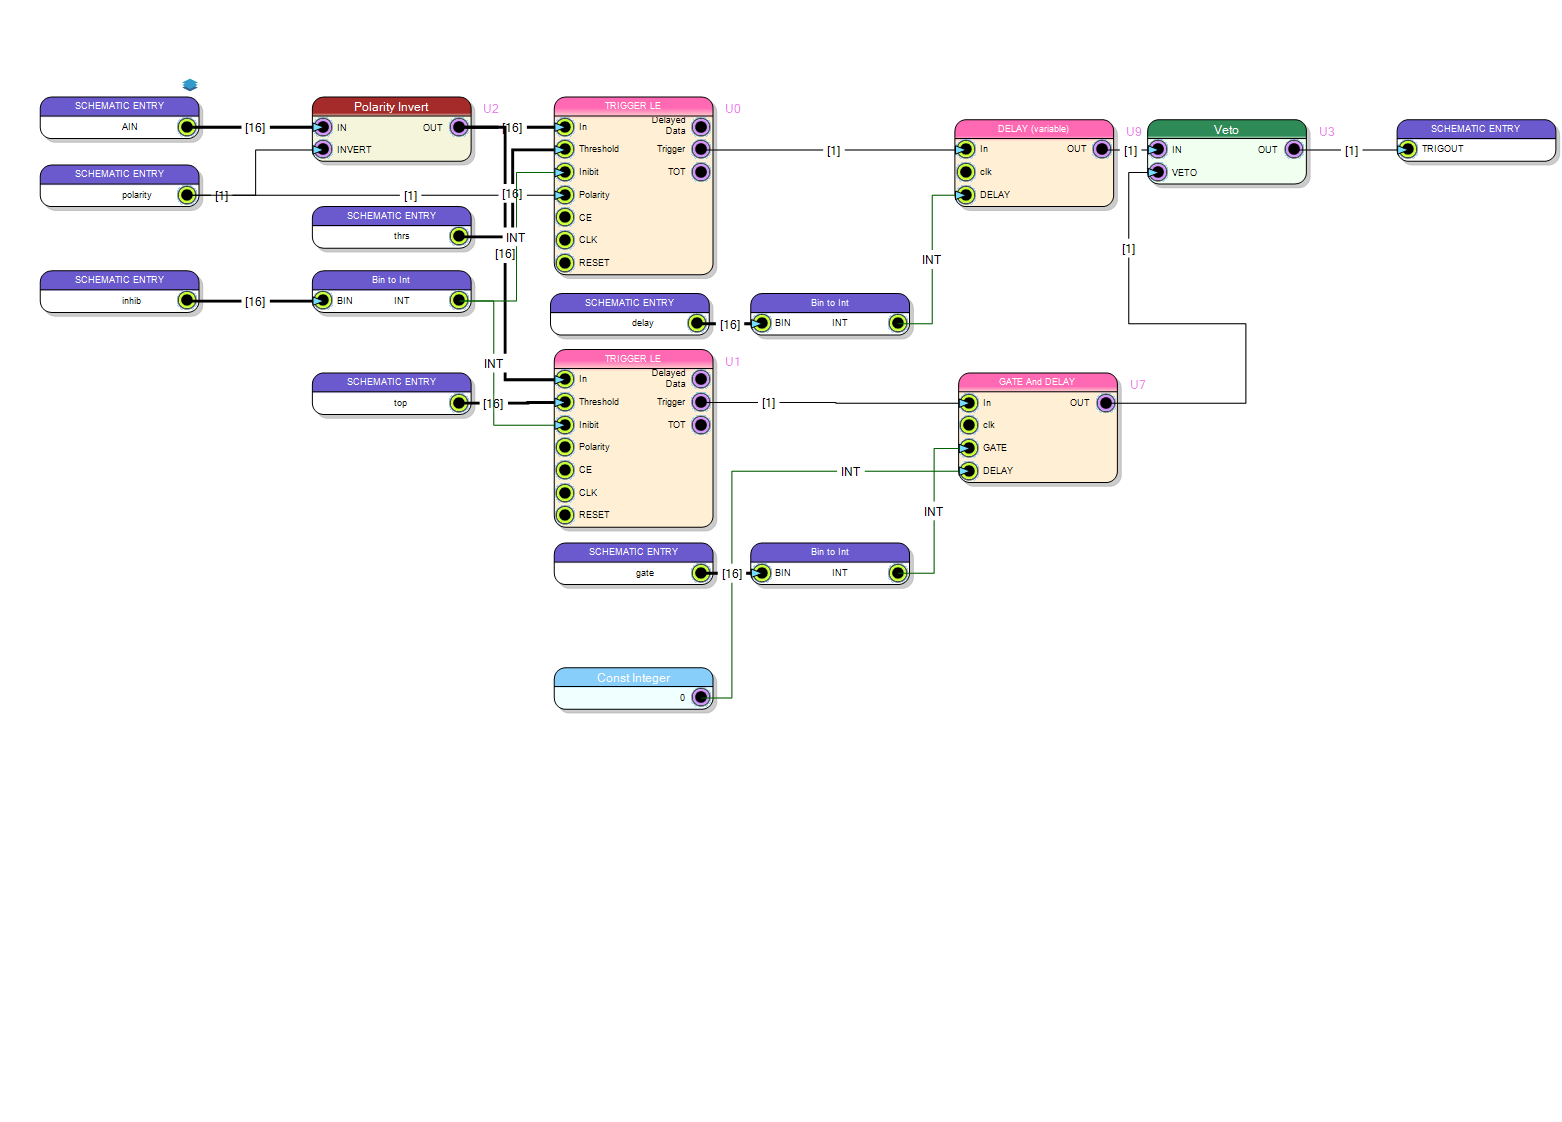 SCHEMATIC ENTRY
AIN
[16]
Polarity Invert
U2
IN
OUT
INVERT
[16]
TRIGGER LE
U0
In
Delayed
Data
Threshold
Trigger
Inibit
TOT
Polarity
CE
CLK
RESET
[1]
DELAY (variable)
U9
In
OUT
clk
DELAY
[1]
Veto
U3
IN
OUT
VETO
[1]
SCHEMATIC ENTRY
TRIGOUT
SCHEMATIC ENTRY
polarity
[1]
[1]
[16]
SCHEMATIC ENTRY
thrs
INT
[16]
[1]
INT
SCHEMATIC ENTRY
inhib
[16]
Bin to Int
BIN
INT
SCHEMATIC ENTRY
delay
[16]
Bin to Int
BIN
INT
INT
SCHEMATIC ENTRY
top
[16]
TRIGGER LE
U1
In
Delayed
Data
Threshold
Trigger
Inibit
TOT
Polarity
CE
CLK
RESET
[1]
GATE And DELAY
U7
In
OUT
clk
GATE
DELAY
INT
INT
SCHEMATIC ENTRY
gate
[16]
Bin to Int
BIN
INT
Const Integer
0